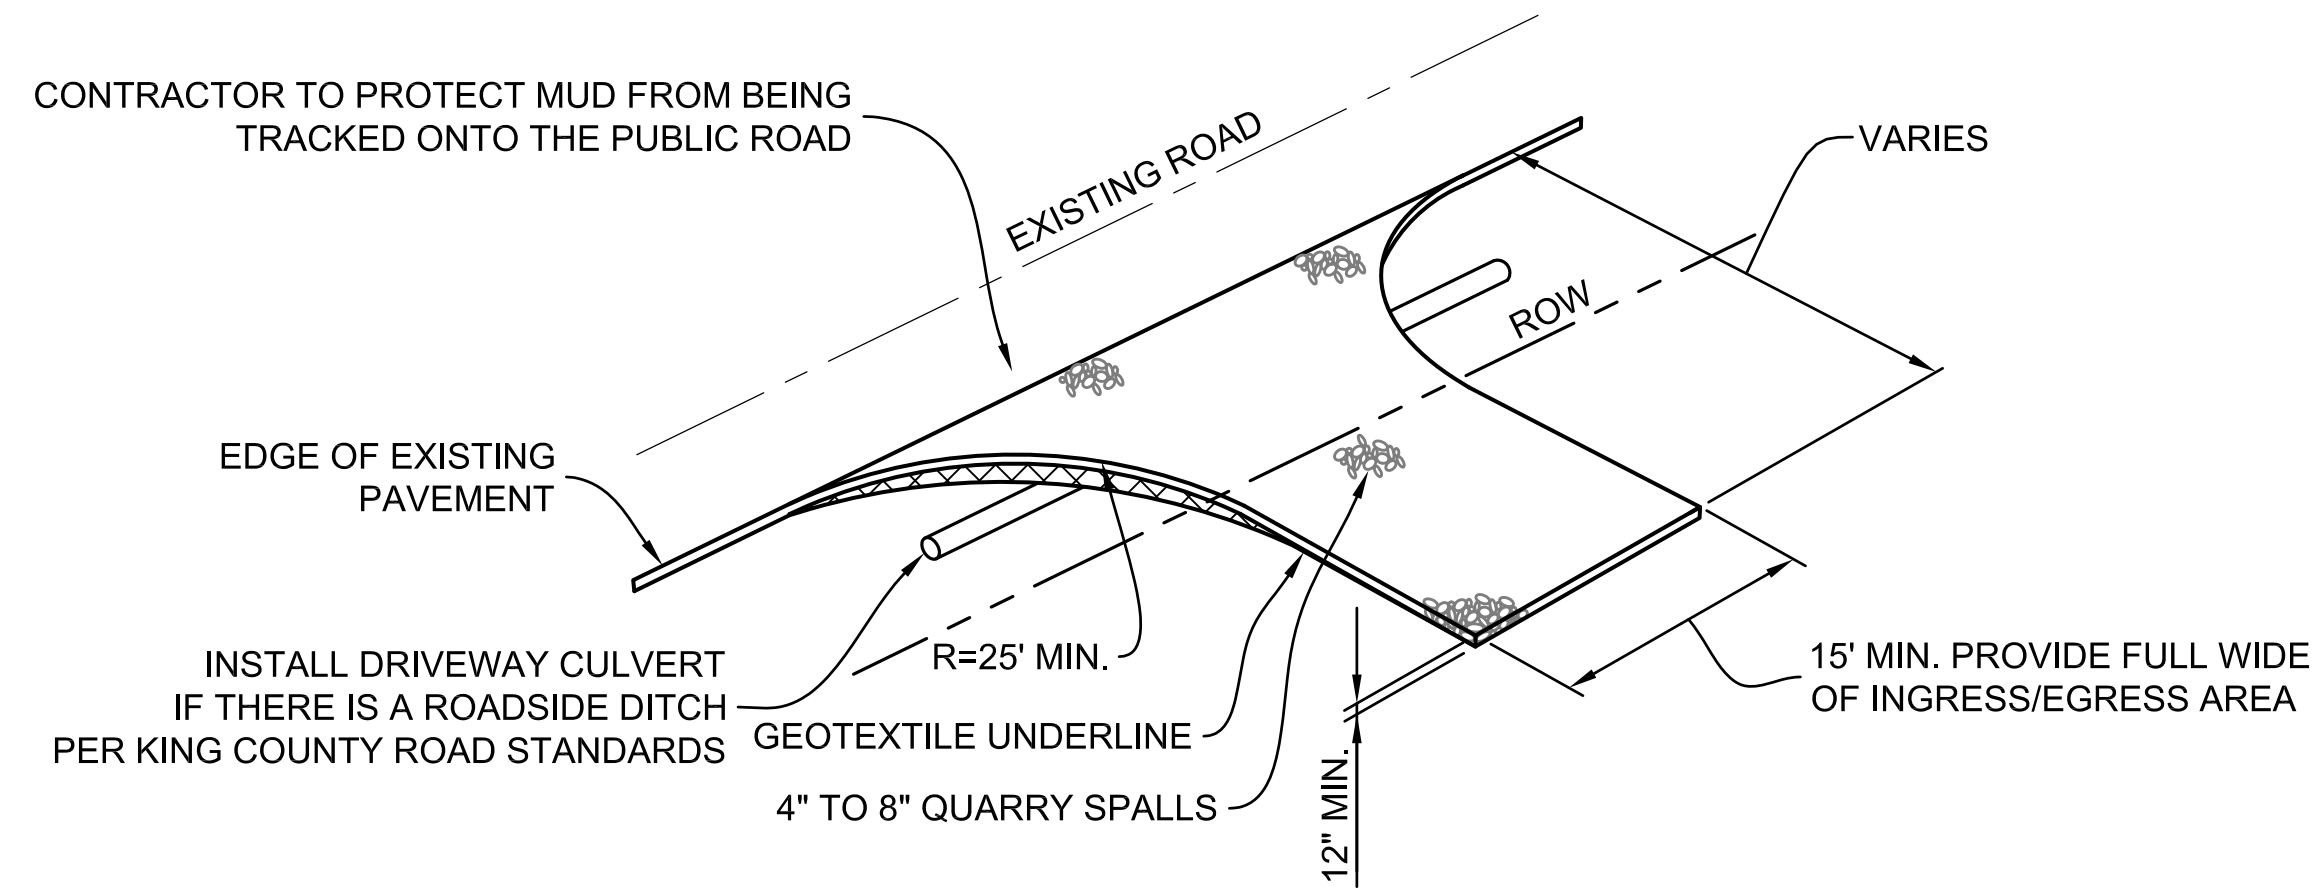 CONTRACTOR TO PROTECT MUD FROM BEING
TRACKED ONTO THE PUBLIC ROAD
EXISTING ROAD
VARIES
ROW
EDGE OF EXISTING
PAVEMENT
INSTALL DRIVEWAY CULVERT
IF THERE IS A ROADSIDE DITCH
PER KING COUNTY ROAD STANDARDS
R=25' MIN.
GEOTEXTILE UNDERLINE
4" TO 8" QUARRY SPALLS
12" MIN.
15' MIN. PROVIDE FULL WIDE
OF INGRESS/EGRESS AREA